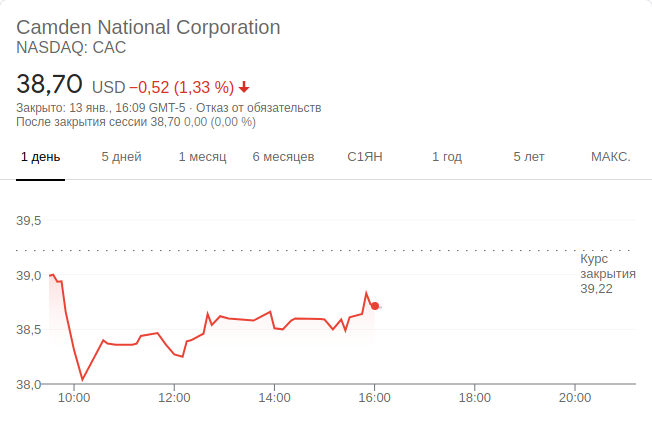 Camden National Corporation
NASDAQ: CAC
38,70 USD −0,52 (1,33 %)
Закрыто: 13 янв., 16:09 GMT-5 · Отказ от обязательств
После закрытия сессии 38,70 0,00 (0,00 %)
1 день 5 дней 1 месяц 6 месяцев С1ЯН 1 год 5 лет МАКС.
39,5
Курс
закрытия
39,22
39,0
38,5
38,0
10:00 12:00 14:00 16:00 18:00 20:00